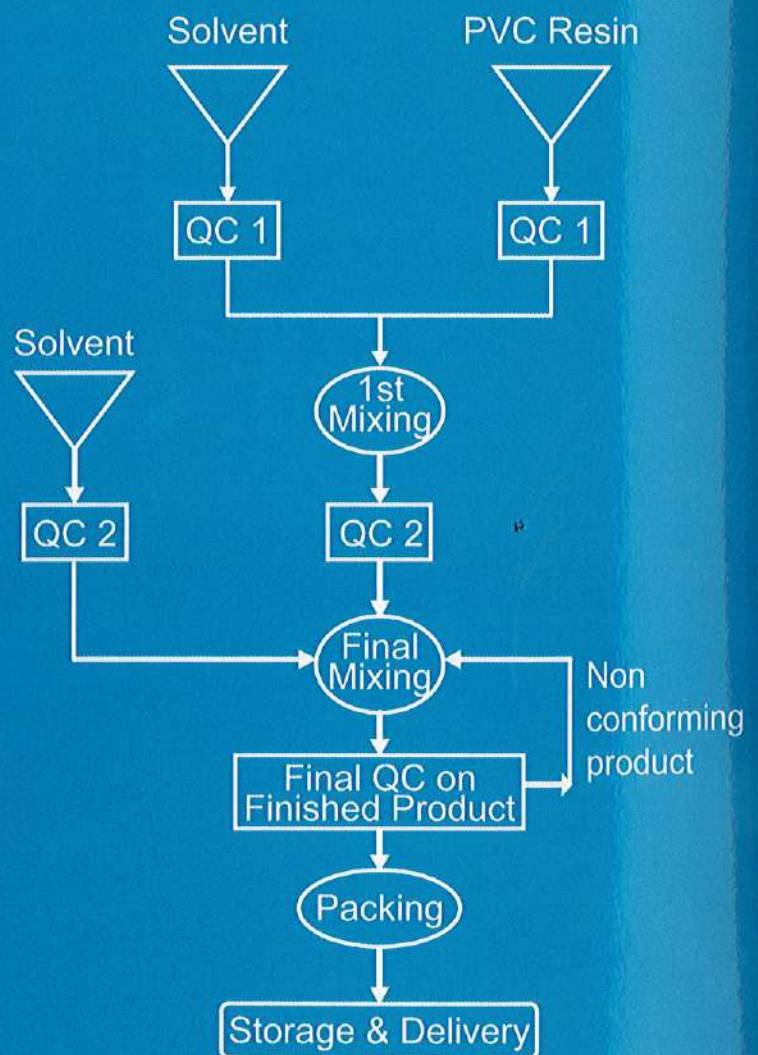 Solvent
PVC Resin
QC 1
QC 1
Solvent
1st
Mixing
QC 2
QC 2
Final
Mixing
Non
conforming
product
Final QC on
Finished Product
Packing
Storage & Delivery